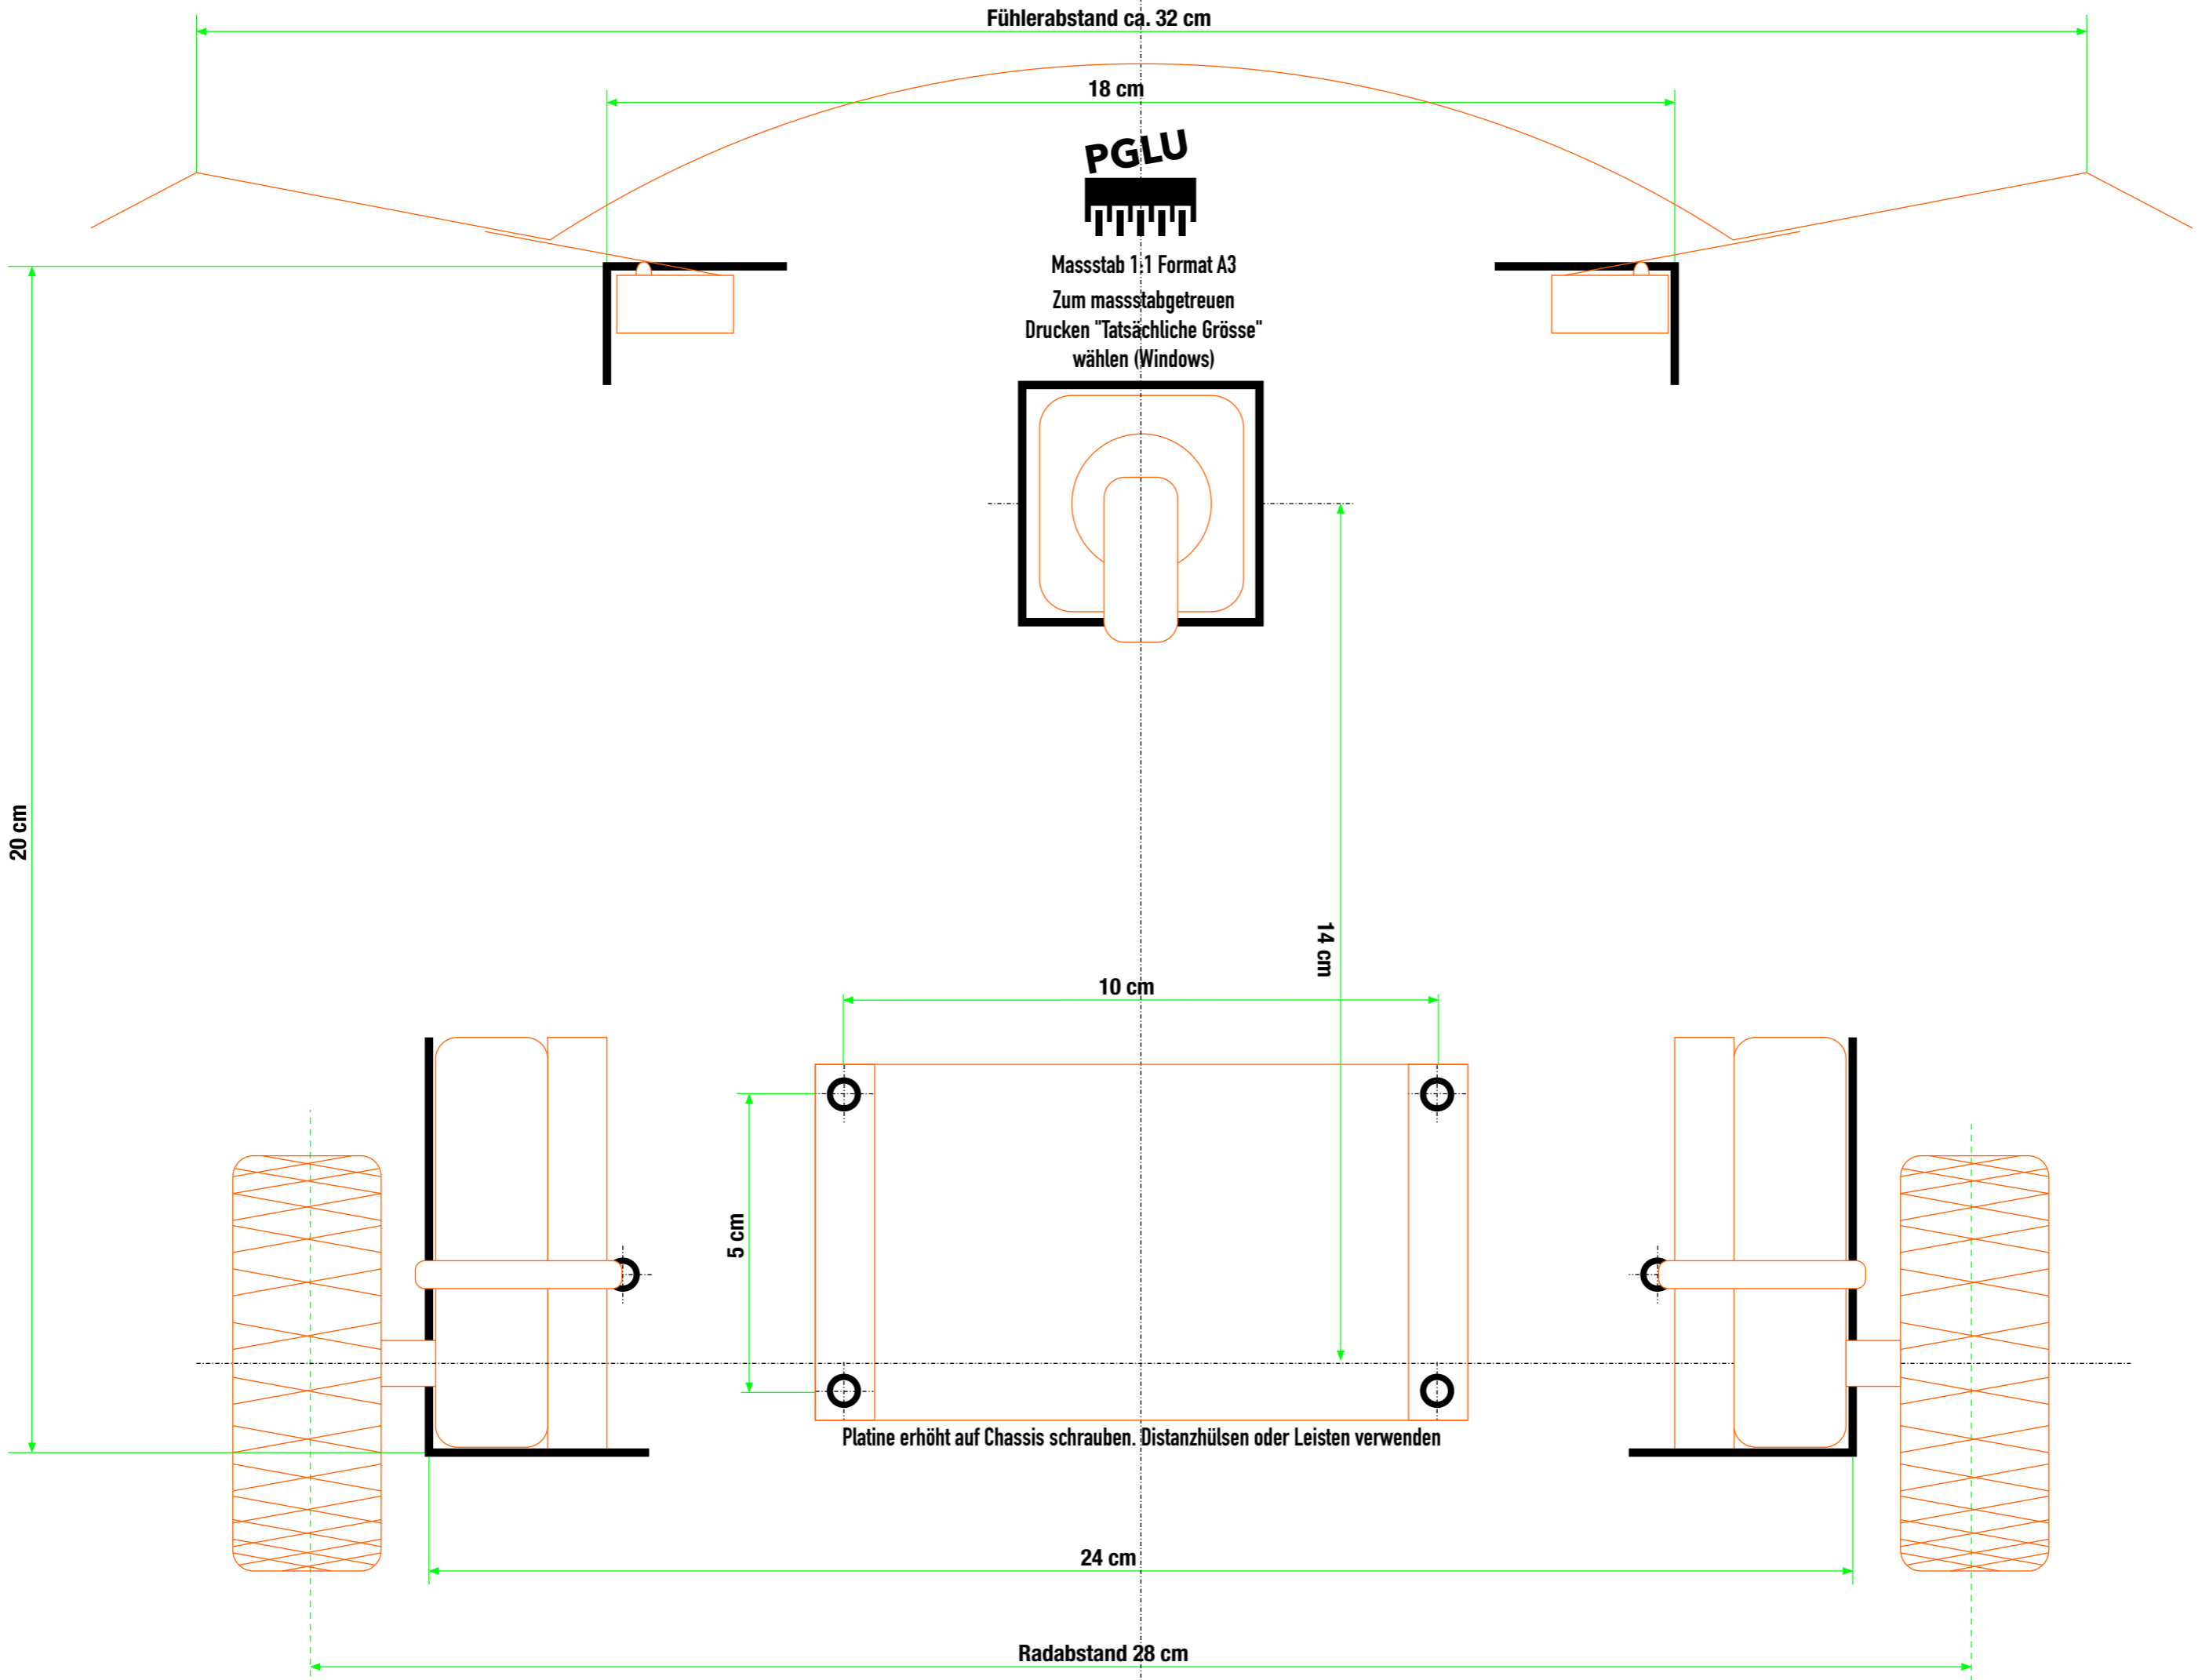 Fühlerabstand ca. 32 cm
18 cm
PGLU
Massstab 1:1 Format A3
Zum massstabgetreuen
Drucken "Tatsächliche Grösse"
wählen (Windows)
20 cm
14 cm
10 cm
5 cm
Platine erhöht auf Chassis schrauben. Distanzhülsen oder Leisten verwenden
24 cm
Radabstand 28 cm